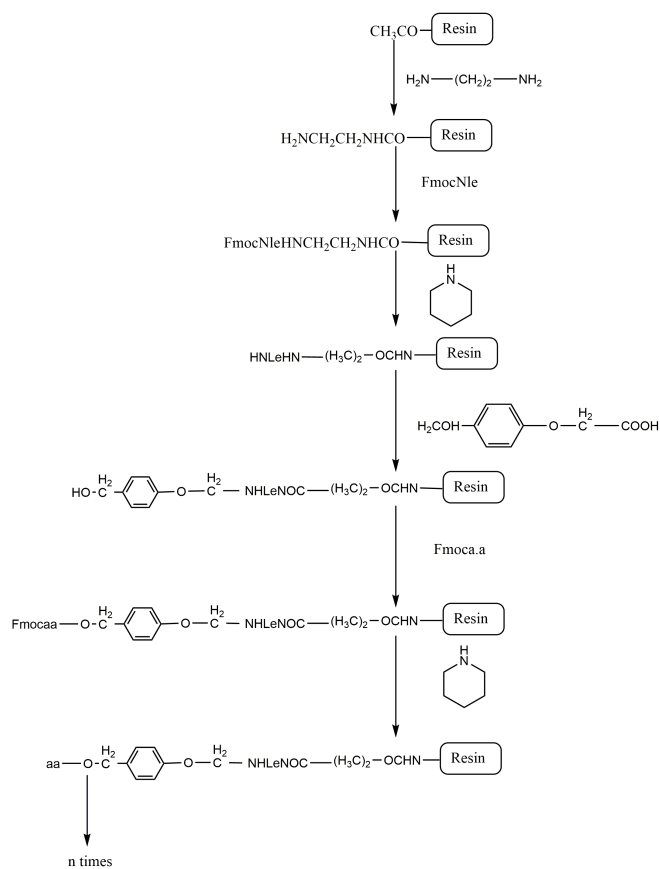 CH₃CO Resin
H₂N (CH₂)₂ NH₂
H₂NCH₂CH₂NHCO Resin
FmocNle
FmocNleHNCH₂CH₂NHCO Resin
H
N
HNLeHN (H₃C)₂ OCHN Resin
H₂COH O C H₂ COOH
HO C H₂ O C H₂ NHLeNOC (H₃C)₂ OCHN Resin
Fmoca.a
Fmocaa O C H₂ O C H₂ NHLeNOC (H₃C)₂ OCHN Resin
H
N
aa O C H₂ O C H₂ NHLeNOC (H₃C)₂ OCHN Resin
n times